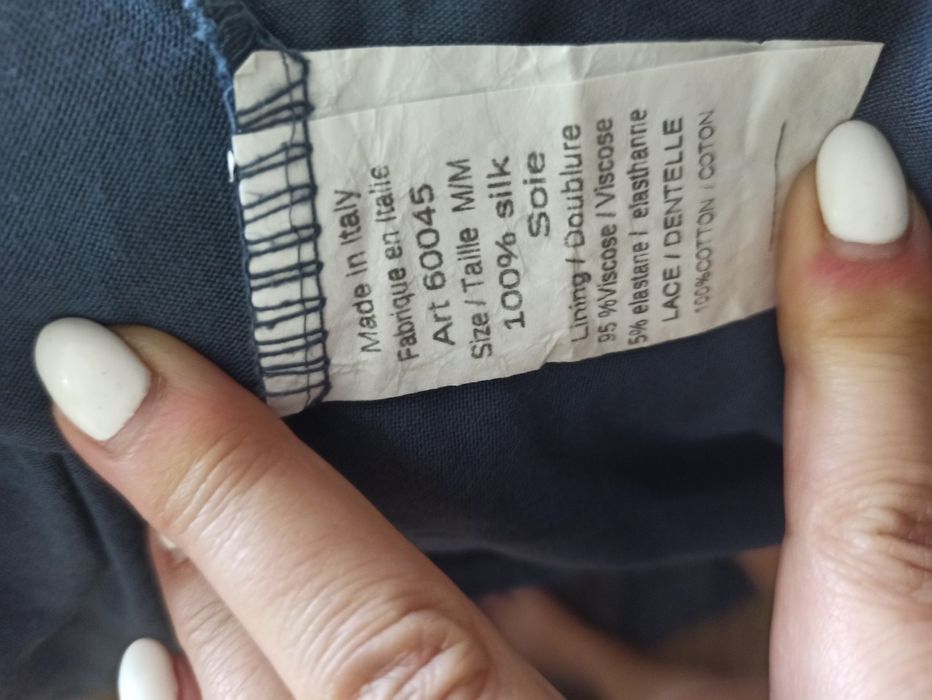 Made in Italy
Fabrique en Italie
Art 60045
Size / Taille M/M
100% silk
Soie
Lining / Doublure
95 %Viscose / Viscose
5% elastane / elasthanne
LACE / DENTELLE
100%COTTON / COTON